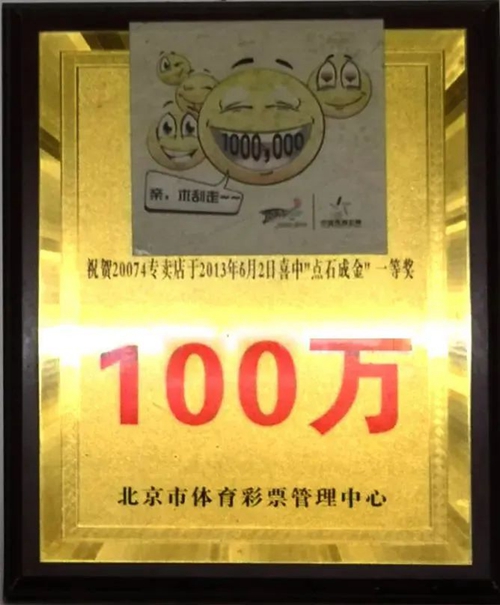 1000,000
亲，求刮走~~
祝贺20074专卖店于2013年6月2日喜中"点石成金" 一等奖
100万
北京市体育彩票管理中心